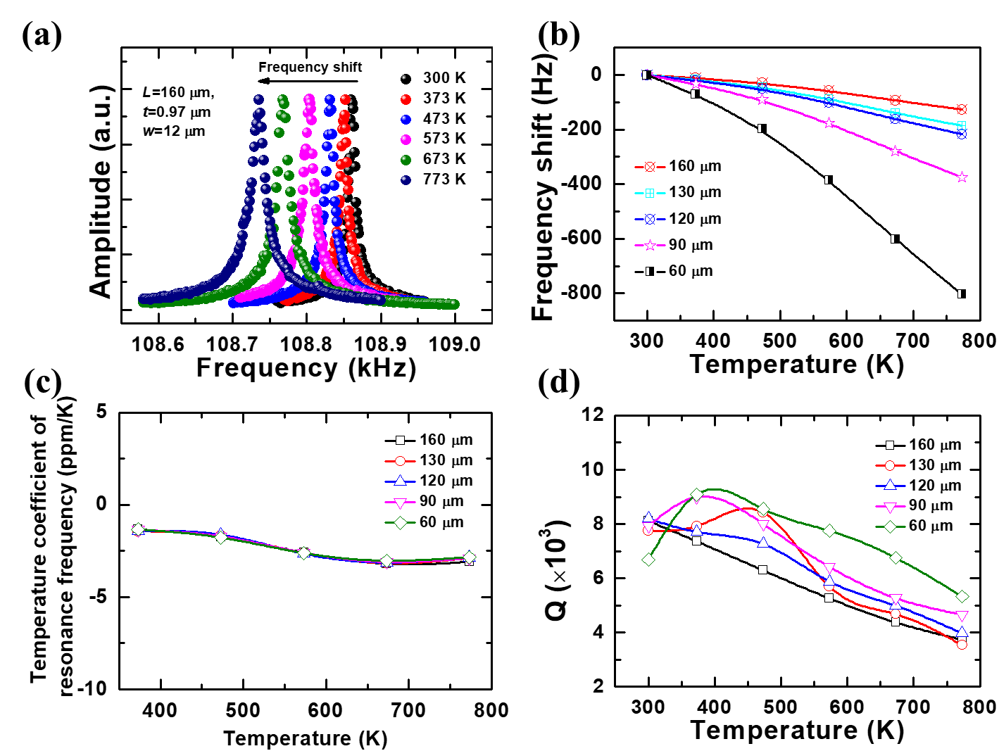 (a)
Amplitude (a.u.)
L=160 μm,
t=0.97 μm
w=12 μm
Frequency shift
300 K
373 K
473 K
573 K
673 K
773 K
108.6 108.7 108.8 108.9 109.0
Frequency (kHz)
(b)
Frequency shift (Hz)
0
-200
-400
-600
-800
160 μm
130 μm
120 μm
90 μm
60 μm
300 400 500 600 700 800
Temperature (K)
(c)
Temperature coefficient of
resonance frequency (ppm/K)
5
0
-5
-10
160 μm
130 μm
120 μm
90 μm
60 μm
400 500 600 700 800
Temperature (K)
(d)
Q (×10³)
12
10
8
6
4
2
160 μm
130 μm
120 μm
90 μm
60 μm
300 400 500 600 700 800
Temperature (K)